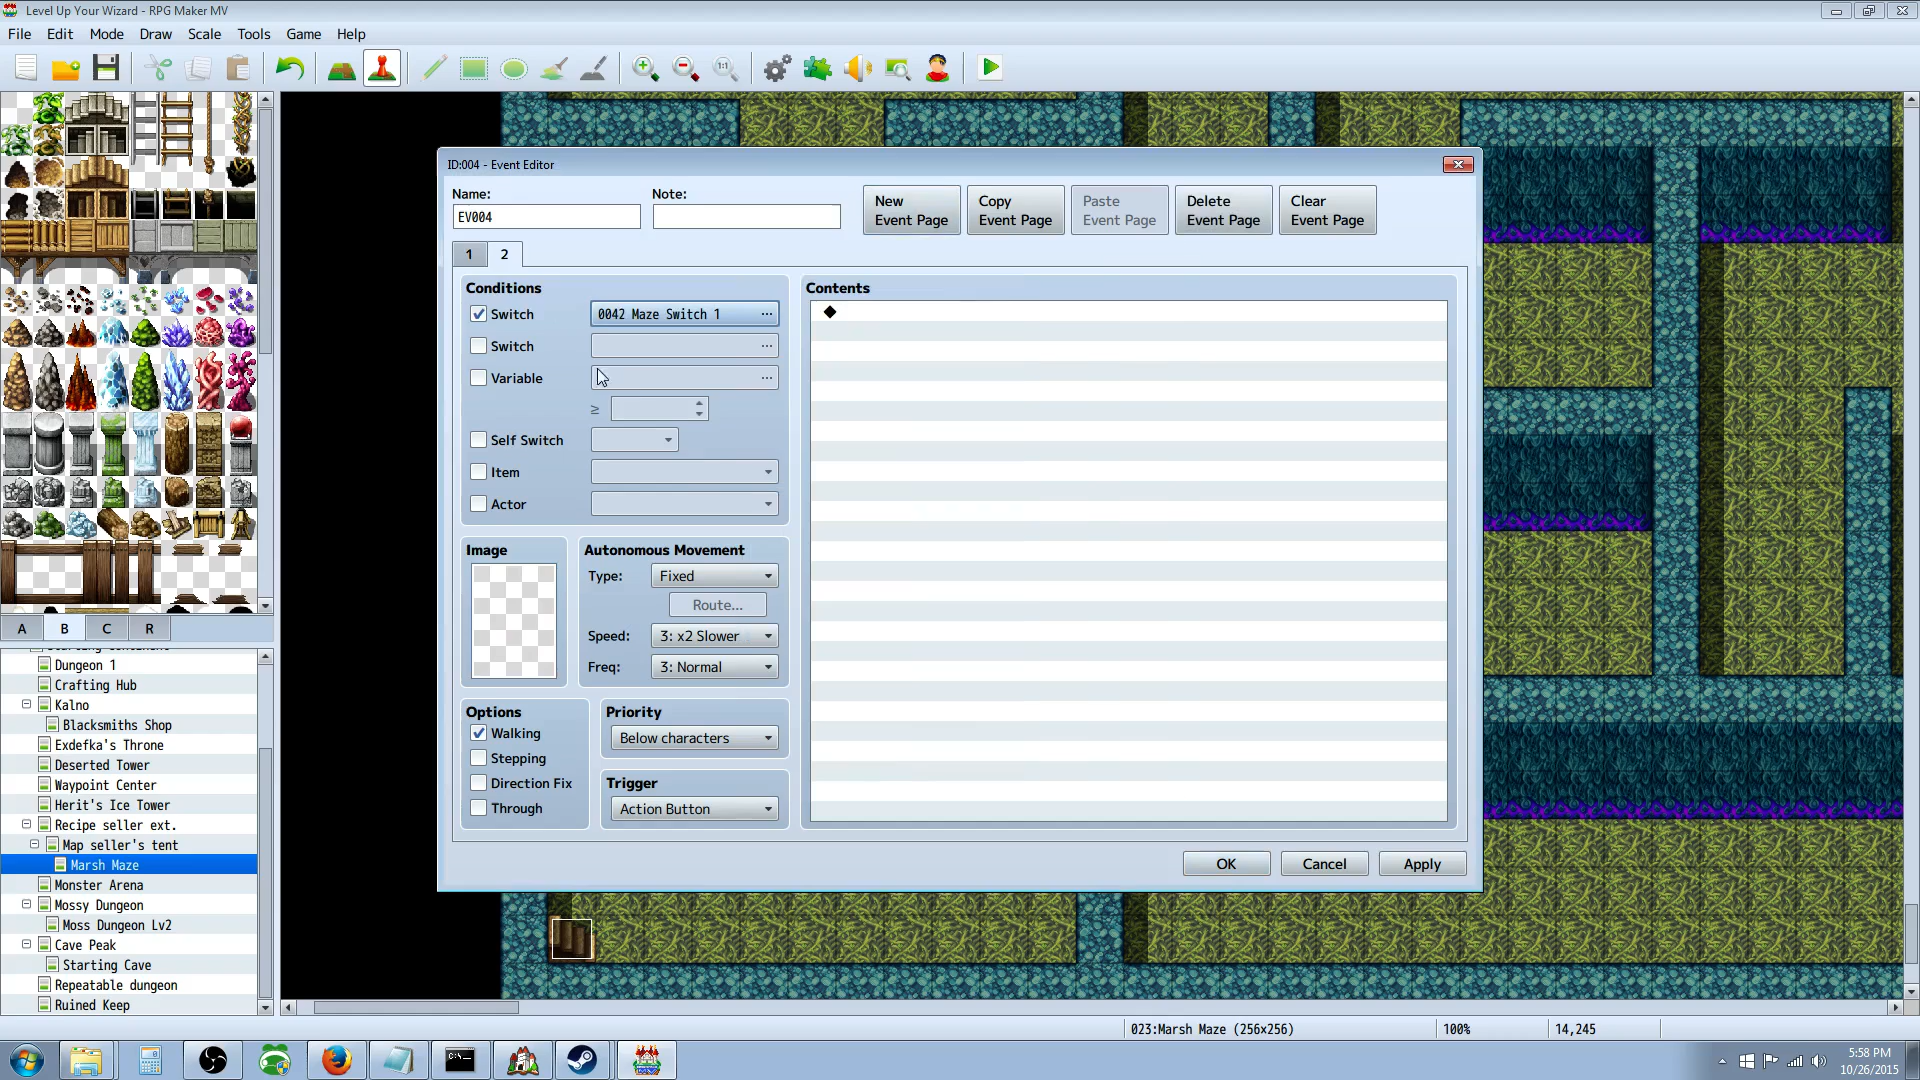 Level Up Your Wizard - RPG Maker MV
File Edit Mode Draw Scale Tools Game Help
1:1
ID:004 - Event Editor
Name:
Note:
EV004
New
Event Page
Copy
Event Page
Paste
Event Page
Delete
Event Page
Clear
Event Page
1 2
Conditions
Switch 0042 Maze Switch 1 ...
Switch ...
Variable ...
≥
Self Switch
Item
Actor
Image
Autonomous Movement
Type: Fixed
Route...
Speed: 3: x2 Slower
Freq: 3: Normal
Options
Walking
Stepping
Direction Fix
Through
Priority
Below characters
Trigger
Action Button
Contents
◆
OK Cancel Apply
A B C R
Dungeon 1
Crafting Hub
Kalno
Blacksmiths Shop
Exdefka's Throne
Deserted Tower
Waypoint Center
Herit's Ice Tower
Recipe seller ext.
Map seller's tent
Marsh Maze
Monster Arena
Mossy Dungeon
Moss Dungeon Lv2
Cave Peak
Starting Cave
Repeatable dungeon
Ruined Keep
023:Marsh Maze (256x256) 100% 14,245
5:58 PM
10/26/2015